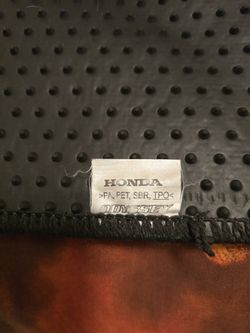 HONDA
>PA, PET, SBR, TPO<